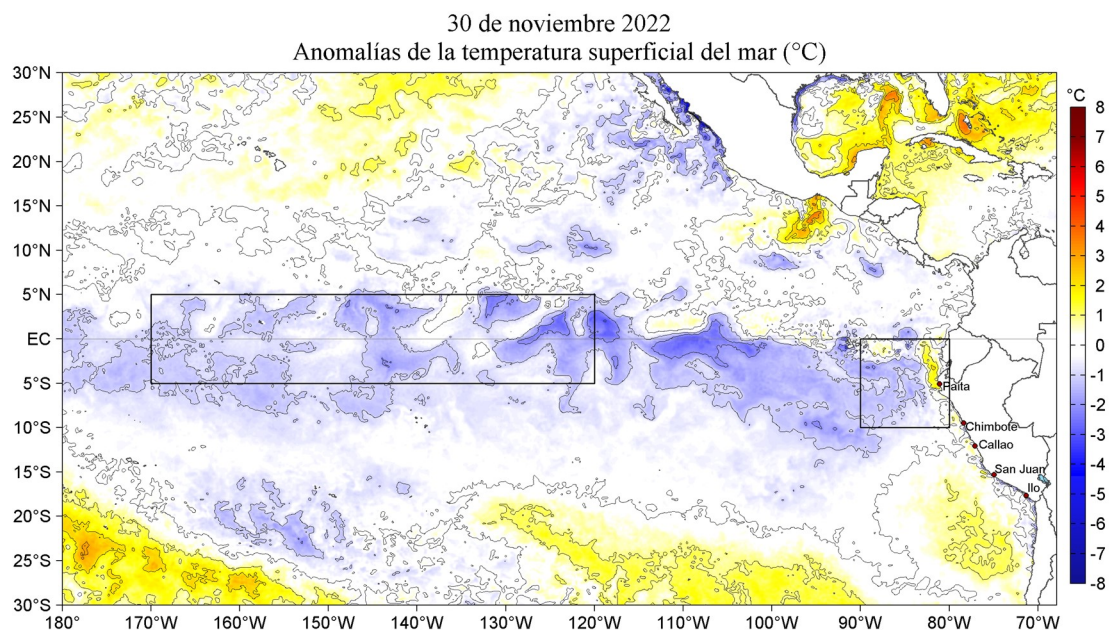 30 de noviembre 2022
Anomalías de la temperatura superficial del mar (°C)
30°N
25°N
20°N
15°N
10°N
5°N
EC
5°S
10°S
15°S
20°S
25°S
30°S
180
170°W
160°W
150°W
140°W
130°W
120°W
110°W
100°W
90°W
80°W
70°W
Paita
Chimbote
Callao
San Juan
Ilo
°C
8
7
6
5
4
3
2
1
0
-1
-2
-3
-4
-5
-6
-7
-8